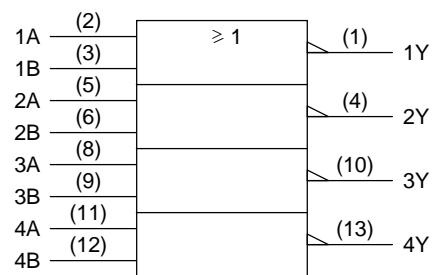 (2)
1A
≥ 1
(1)
1Y
(3)
1B
(5)
2A
(4)
2Y
(6)
2B
(8)
3A
(10)
3Y
(9)
3B
(11)
4A
(13)
4Y
(12)
4B